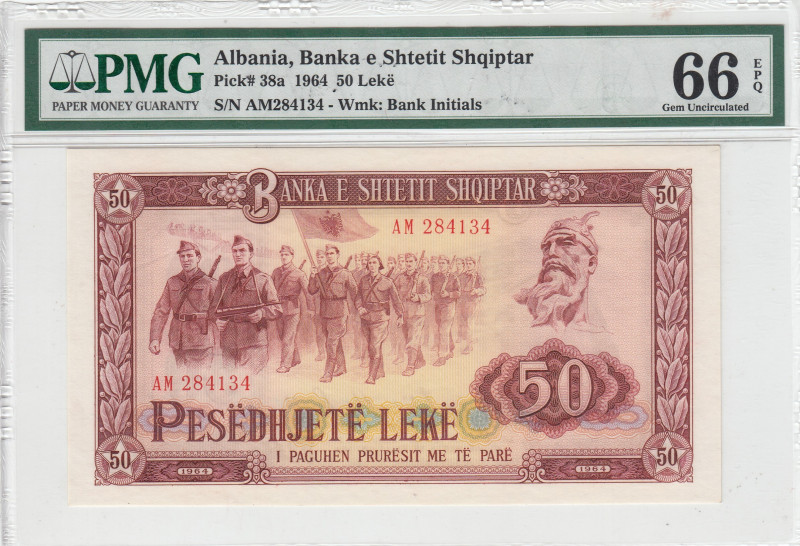 PMG
PAPER MONEY GUARANTY
Albania, Banka e Shtetit Shqiptar
Pick# 38a 1964 50 Lekë
S/N AM284134 - Wmk: Bank Initials
66
EPQ
Gem Uncirculated
50
BANKA E SHTETIT SHQIPTAR
50
AM 284134
AM 284134
50
PESËDHJETË LEKË
50
1964
I PAGUHEN PRURËSIT ME TË PARË
1964
50